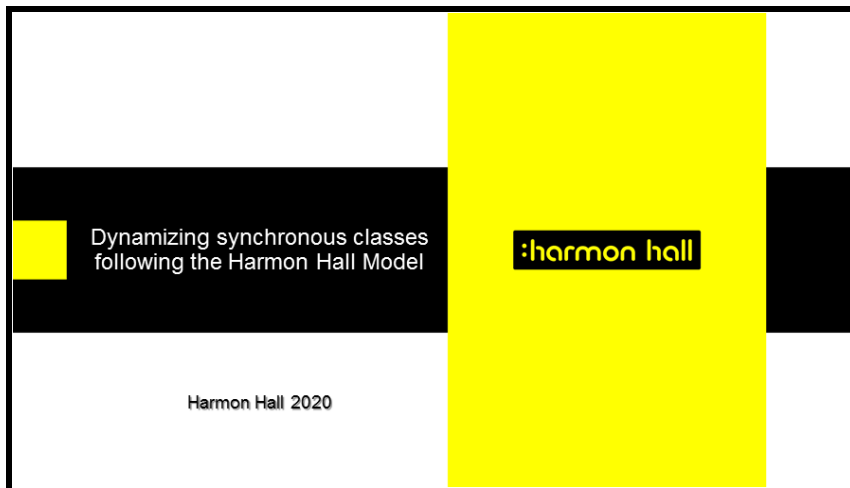 Dynamizing synchronous classes
following the Harmon Hall Model
:harmon hall
Harmon Hall 2020